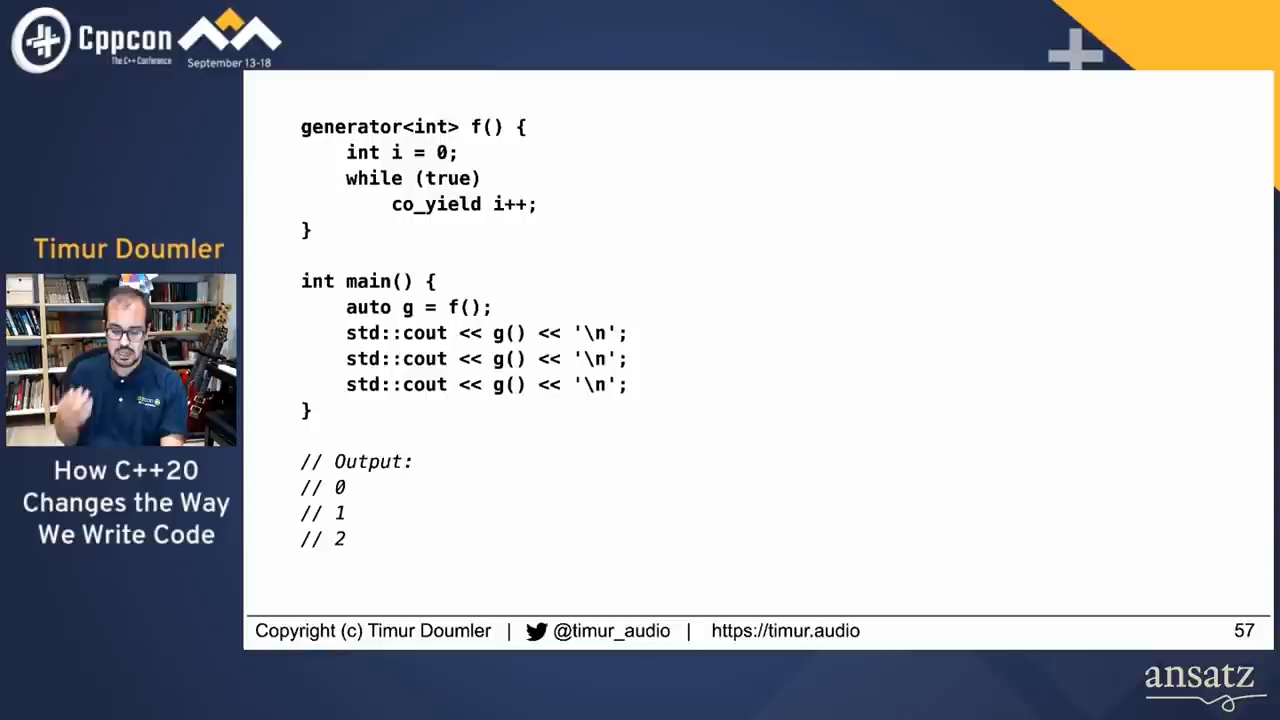 Cppcon
The C++ Conference
September 13-18
generator<int> f() {
    int i = 0;
    while (true)
        co_yield i++;
}
int main() {
    auto g = f();
    std::cout << g() << '\n';
    std::cout << g() << '\n';
    std::cout << g() << '\n';
}
// Output:
// 0
// 1
// 2
Timur Doumler
How C++20
Changes the Way
We Write Code
Copyright (c) Timur Doumler | @timur_audio | https://timur.audio 57
ansatz